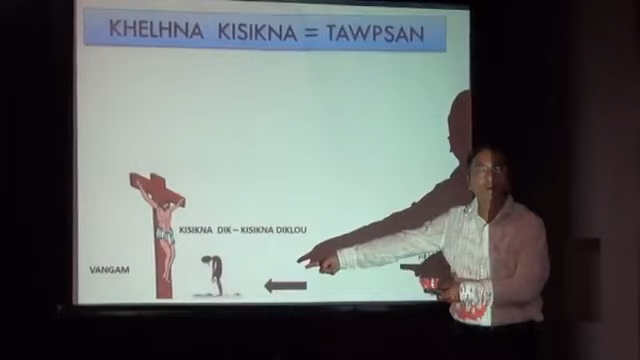 KHELHNA KISIKNA = TAWPSAN
KISIKNA DIK – KISIKNA DIKLOU
VANGAM